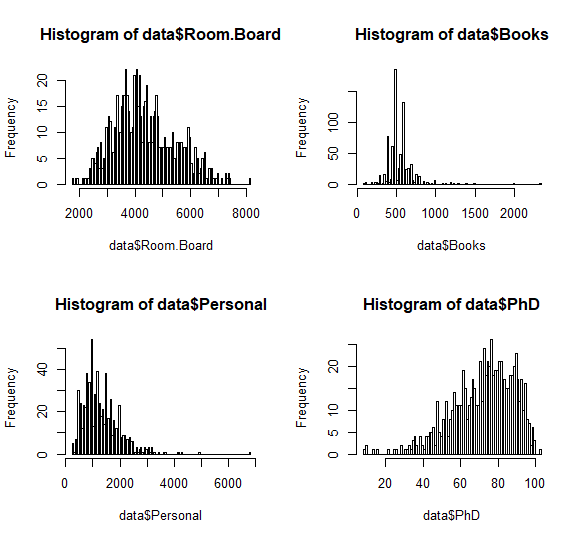 Histogram of data$Room.Board
Frequency
0 5 10 15 20
2000 4000 6000 8000
data$Room.Board
Histogram of data$Books
Frequency
0 50 100
0 500 1000 1500 2000
data$Books
Histogram of data$Personal
Frequency
0 20 40
0 2000 4000 6000
data$Personal
Histogram of data$PhD
Frequency
0 5 10 20
20 40 60 80 100
data$PhD